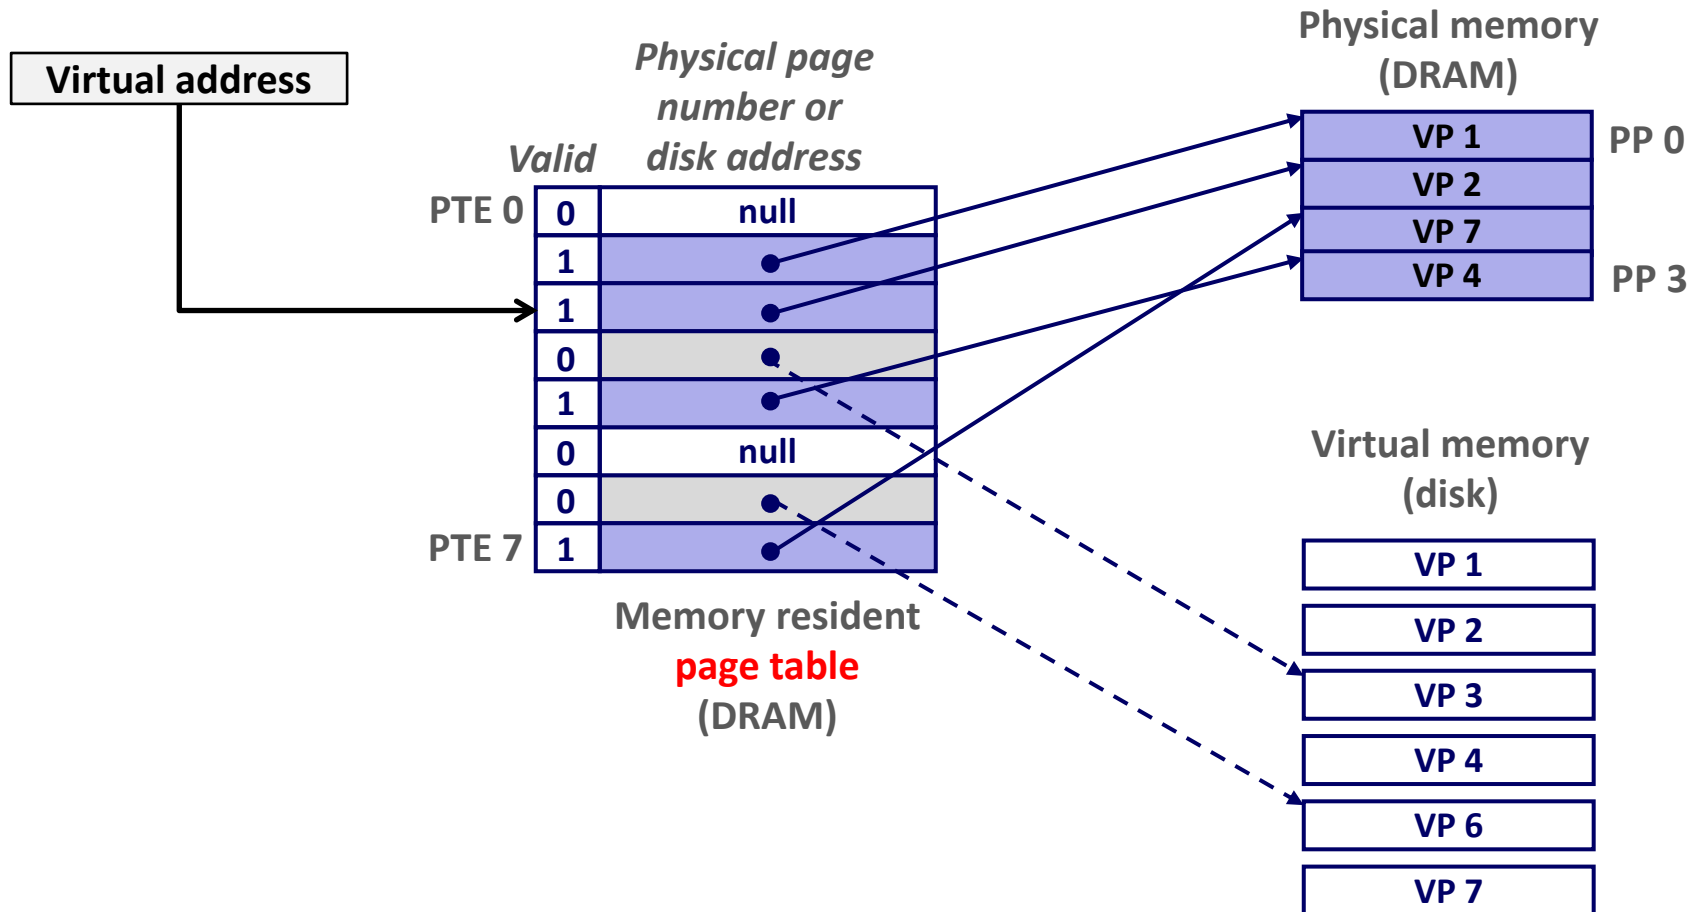 Virtual address
Physical page
number or
disk address
Valid
PTE 0
0
null
1
1
0
1
0
null
0
PTE 7
1
Memory resident
page table
(DRAM)
Physical memory
(DRAM)
VP 1
PP 0
VP 2
VP 7
VP 4
PP 3
Virtual memory
(disk)
VP 1
VP 2
VP 3
VP 4
VP 6
VP 7